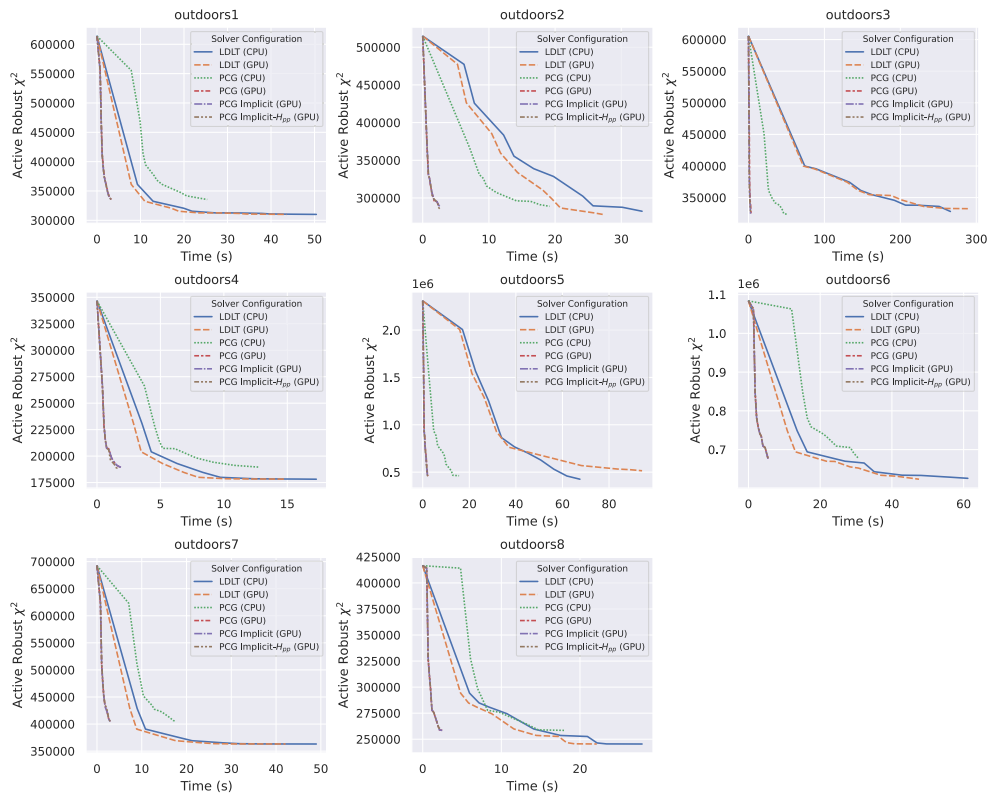 outdoors1
Active Robust χ²
600000
550000
500000
450000
400000
350000
300000
0 10 20 30 40 50
Time (s)
Solver Configuration
LDLT (CPU)
LDLT (GPU)
PCG (CPU)
PCG (GPU)
PCG Implicit (GPU)
PCG Implicit-Hpp (GPU)
outdoors2
Active Robust χ²
500000
450000
400000
350000
300000
0 10 20 30
Time (s)
Solver Configuration
LDLT (CPU)
LDLT (GPU)
PCG (CPU)
PCG (GPU)
PCG Implicit (GPU)
PCG Implicit-Hpp (GPU)
outdoors3
Active Robust χ²
600000
550000
500000
450000
400000
350000
0 100 200 300
Time (s)
Solver Configuration
LDLT (CPU)
LDLT (GPU)
PCG (CPU)
PCG (GPU)
PCG Implicit (GPU)
PCG Implicit-Hpp (GPU)
outdoors4
Active Robust χ²
350000
325000
300000
275000
250000
225000
200000
175000
0 5 10 15
Time (s)
Solver Configuration
LDLT (CPU)
LDLT (GPU)
PCG (CPU)
PCG (GPU)
PCG Implicit (GPU)
PCG Implicit-Hpp (GPU)
outdoors5
1e6
Active Robust χ²
2.0
1.5
1.0
0.5
0 20 40 60 80
Time (s)
Solver Configuration
LDLT (CPU)
LDLT (GPU)
PCG (CPU)
PCG (GPU)
PCG Implicit (GPU)
PCG Implicit-Hpp (GPU)
outdoors6
1e6
Active Robust χ²
1.1
1.0
0.9
0.8
0.7
0 20 40 60
Time (s)
Solver Configuration
LDLT (CPU)
LDLT (GPU)
PCG (CPU)
PCG (GPU)
PCG Implicit (GPU)
PCG Implicit-Hpp (GPU)
outdoors7
Active Robust χ²
700000
650000
600000
550000
500000
450000
400000
350000
0 10 20 30 40 50
Time (s)
Solver Configuration
LDLT (CPU)
LDLT (GPU)
PCG (CPU)
PCG (GPU)
PCG Implicit (GPU)
PCG Implicit-Hpp (GPU)
outdoors8
Active Robust χ²
425000
400000
375000
350000
325000
300000
275000
250000
0 10 20
Time (s)
Solver Configuration
LDLT (CPU)
LDLT (GPU)
PCG (CPU)
PCG (GPU)
PCG Implicit (GPU)
PCG Implicit-Hpp (GPU)